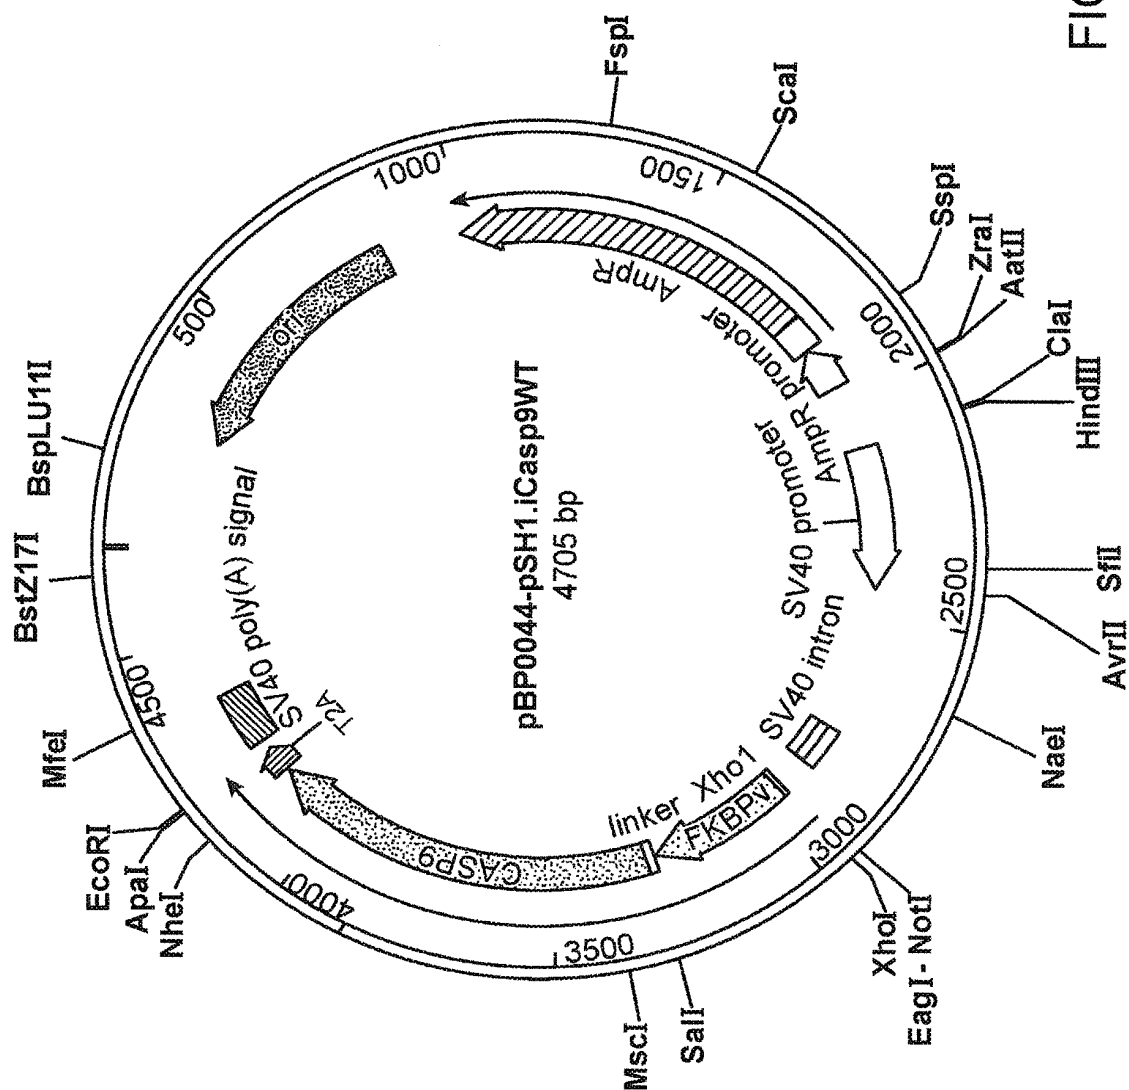 FIG
pBP0044-pSH1.iCasp9WT
4705 bp
BstZ17I
BspLU11I
500
ori
1000
FspI
1500
ScaI
AmpR
AmpR promoter
SspI
2000
ZraI
AatII
ClaI
HindIII
SV40 promoter
SfiI
2500
AvrII
SV40 intron
NaeI
3000
EagI - NotI
XhoI
Xho1
FKBPv
linker
SalI
MscI
3500
CASP9
4000
NheI
ApaI
EcoRI
T2A
SV40 poly(A) signal
MfeI
4500